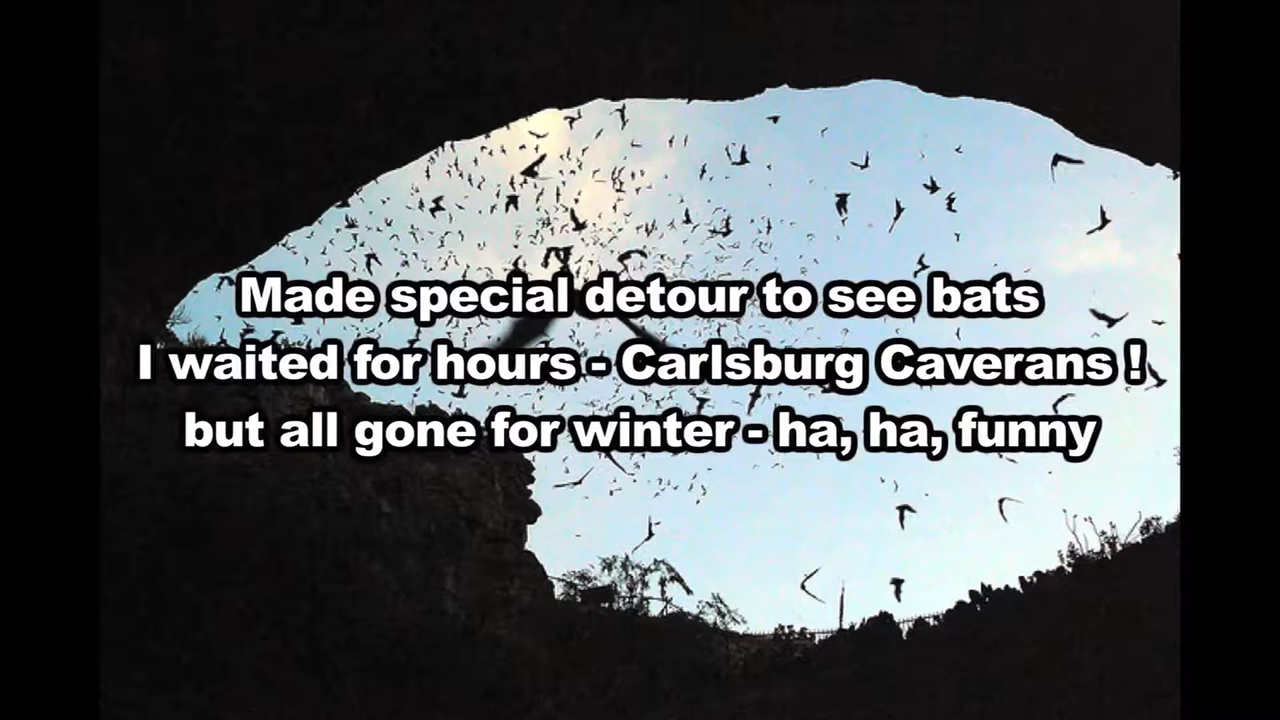 Made special detour to see bats
I waited for hours - Carlsburg Caverans !
but all gone for winter - ha, ha, funny